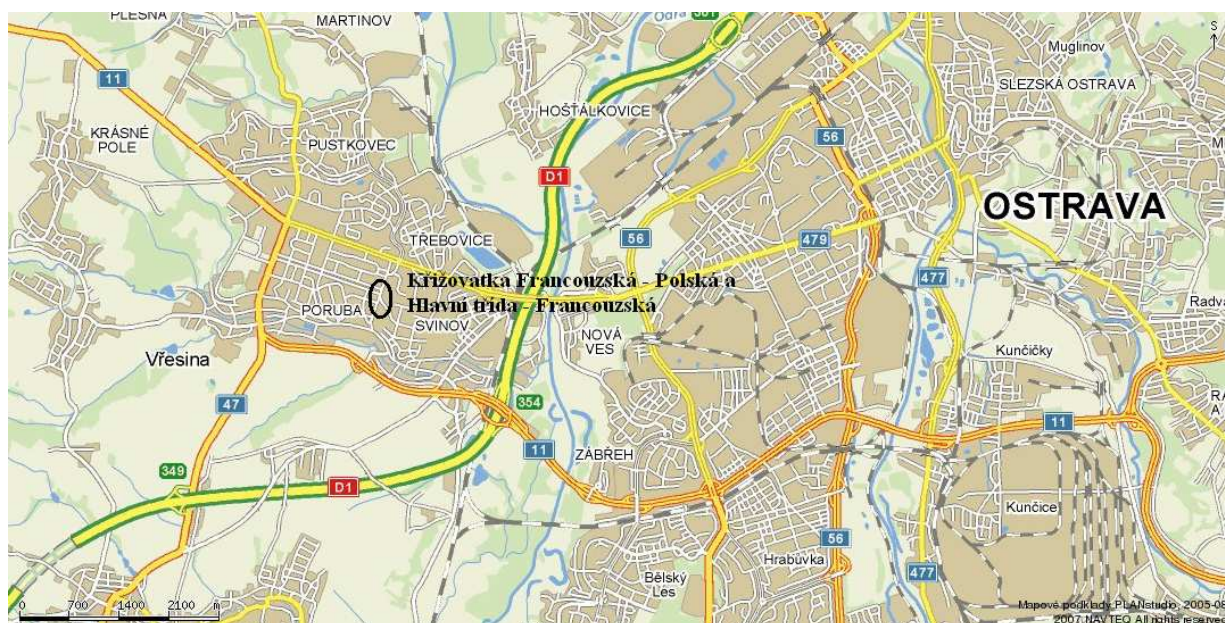 PLESNÁ
MARTINOV
Odra
361
S
11
Muglinov
SLEZSKÁ OSTRAVA
KRÁSNÉ
POLE
PUSTKOVEC
HOŠŤÁLKOVICE
56
D1
OSTRAVA
TŘEBOVICE
56
479
477
Křižovatka Francouzská - Polská a
Hlavní třída - Francouzská
PORUBA
SVINOV
NOVÁ
VES
Vřesina
Kunčičky
47
354
11
11
ZÁBŘEH
349
D1
Kunčice
56
Hrabůvka
477
Bělský
Les
0 700 1400 2100 m
Mapové podklady PLANstudio, 2005-08
2007 NAVTEQ All rights reserved